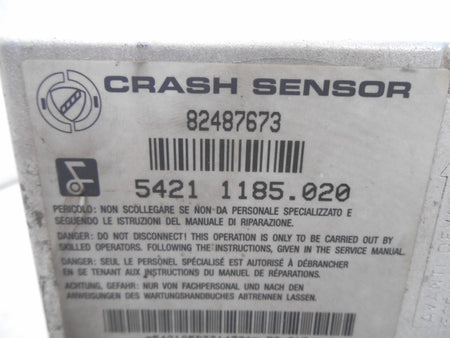 CRASH SENSOR
82487673
5421 1185.020
PERICOLO: NON SCOLLEGARE SE NON DA PERSONALE SPECIALIZZATO E
SEGUENDO LE ISTRUZIONI DEL MANUALE DI RIPARAZIONE.
DANGER: DO NOT DISCONNECT! THIS OPERATION IS ONLY TO BE CARRIED OUT BY
SKILLED OPERATORS. FOLLOWING THE INSTRUCTIONS, GIVEN IN THE SERVICE MANUAL.
DANGER: SEUL LE PERSONEL SPÉCIALISÉ EST AUTORISÉ À DÉBRANCHER
EN SE TENANT AUX INSTRUCTIONS DU MANUEL DE RÉPARATIONS.
ACHTUNG, GEFAHR: NUR VON FACHPERSONAL UND NACH DEN
ANWEISUNGEN DES WARTUNGSHANDBUCHES ABTRENNEN LASSEN.